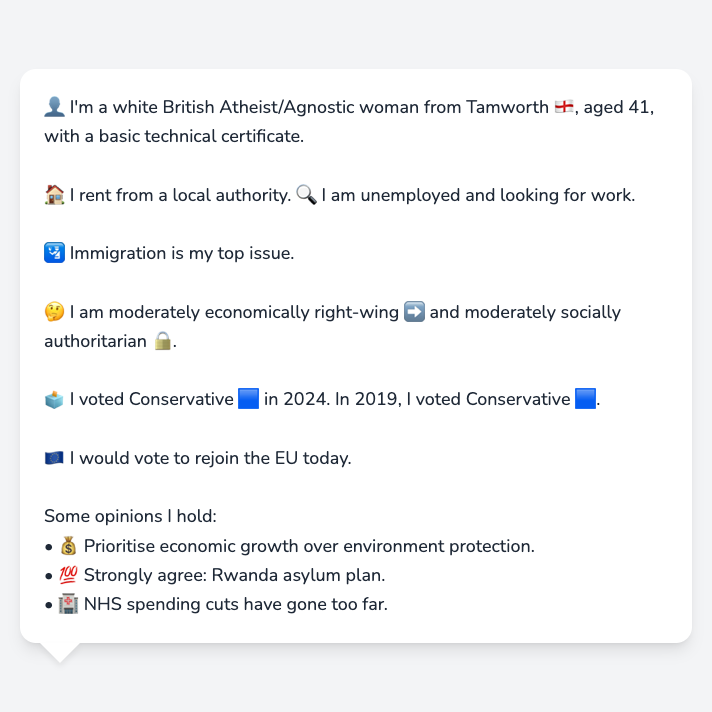 👤 I'm a white British Atheist/Agnostic woman from Tamworth 🏴󠁧󠁢󠁥󠁮󠁧󠁿, aged 41,
with a basic technical certificate.
🏠 I rent from a local authority. 🔍 I am unemployed and looking for work.
🛂 Immigration is my top issue.
🤔 I am moderately economically right-wing ➡️ and moderately socially
authoritarian 🔒.
🗳️ I voted Conservative 🟦 in 2024. In 2019, I voted Conservative 🟦.
🇪🇺 I would vote to rejoin the EU today.
Some opinions I hold:
• 💰 Prioritise economic growth over environment protection.
• 💯 Strongly agree: Rwanda asylum plan.
• 🏥 NHS spending cuts have gone too far.